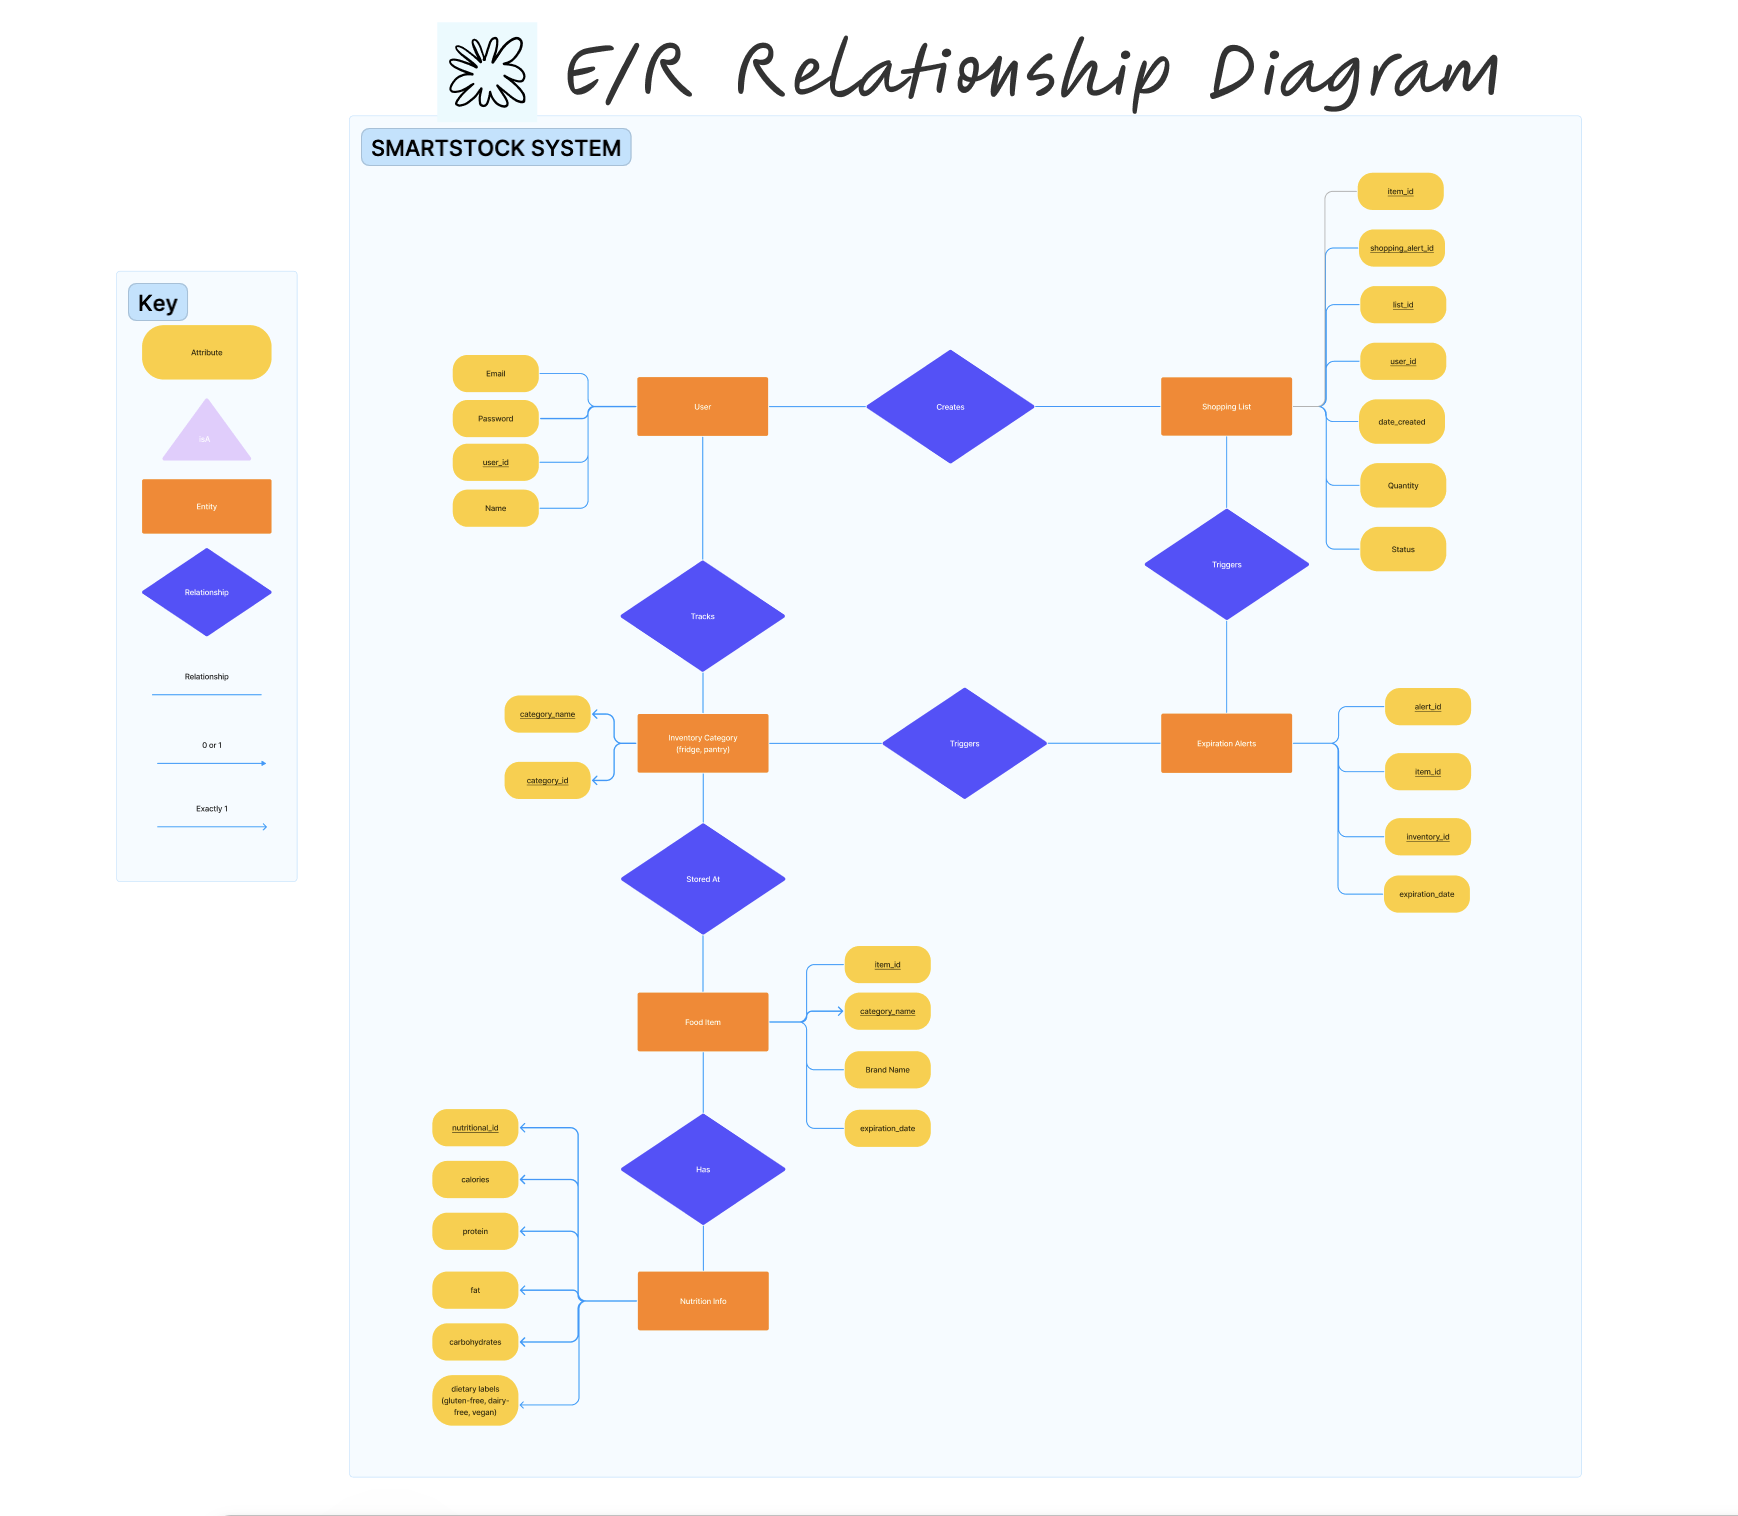 E/R Relationship Diagram
SMARTSTOCK SYSTEM
Key
Attribute
isA
Entity
Relationship
Relationship
0 or 1
Exactly 1
Email
Password
user_id
Name
User
Creates
Shopping List
item_id
shopping_alert_id
list_id
user_id
date_created
Quantity
Status
Tracks
Triggers
category_name
category_id
Inventory Category
(fridge, pantry)
Triggers
Expiration Alerts
alert_id
item_id
inventory_id
expiration_date
Stored At
Food Item
item_id
category_name
Brand Name
expiration_date
Has
nutritional_id
calories
protein
fat
carbohydrates
dietary labels
(gluten-free, dairy-
free, vegan)
Nutrition Info